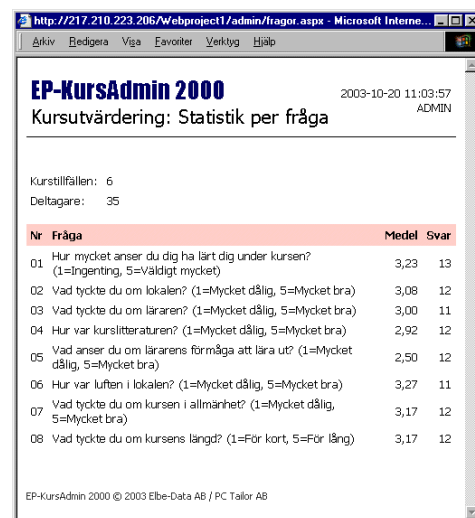 http://217.210.223.206/Webproject1/admin/fragor.aspx - Microsoft Interne...
Arkiv Redigera Visa Favoriter Verktyg Hjälp
EP-KursAdmin 2000
2003-10-20 11:03:57
Kursutvärdering: Statistik per fråga
ADMIN
Kurstillfällen: 6
Deltagare: 35
Nr Fråga Medel Svar
01 Hur mycket anser du dig ha lärt dig under kursen?
(1=Ingenting, 5=Väldigt mycket) 3,23 13
02 Vad tyckte du om lokalen? (1=Mycket dålig, 5=Mycket bra) 3,08 12
03 Vad tyckte du om läraren? (1=Mycket dålig, 5=Mycket bra) 3,00 11
04 Hur var kurslitteraturen? (1=Mycket dålig, 5=Mycket bra) 2,92 12
05 Vad anser du om lärarens förmåga att lära ut? (1=Mycket
dålig, 5=Mycket bra) 2,50 12
06 Hur var luften i lokalen? (1=Mycket dålig, 5=Mycket bra) 3,27 11
07 Vad tyckte du om kursen i allmänhet? (1=Mycket dålig,
5=Mycket bra) 3,17 12
08 Vad tyckte du om kursens längd? (1=För kort, 5=För lång) 3,17 12
EP-KursAdmin 2000 © 2003 Elbe-Data AB / PC Tailor AB